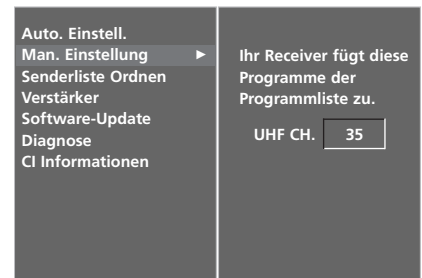 Auto. Einstell.
Man. Einstellung ►
Senderliste Ordnen
Verstärker
Software-Update
Diagnose
CI Informationen
Ihr Receiver fügt diese
Programme der
Programmliste zu.
UHF CH. 35